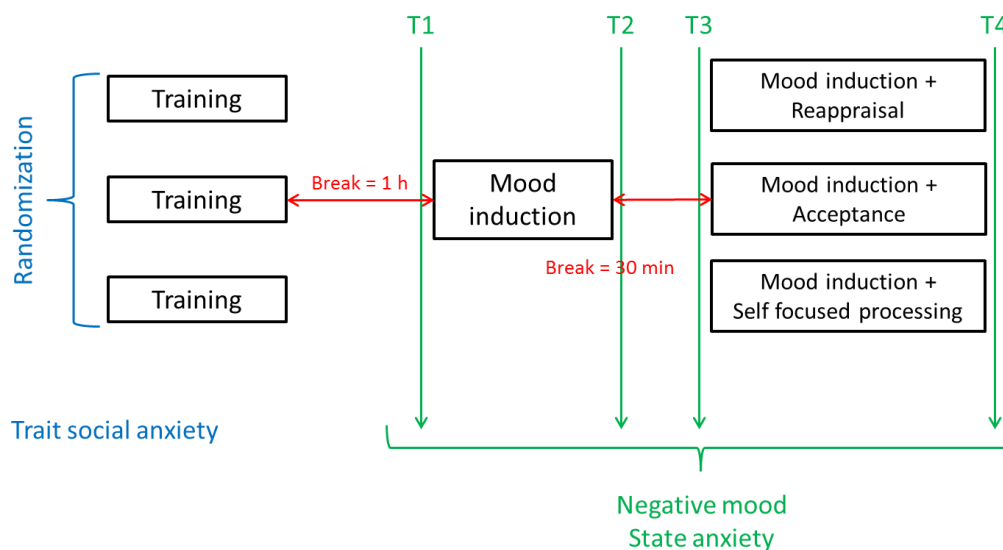 T1
T2
T3
T4
Randomization
Training
Training
Training
Break = 1 h
Mood
induction
Break = 30 min
Mood induction +
Reappraisal
Mood induction +
Acceptance
Mood induction +
Self focused processing
Trait social anxiety
Negative mood
State anxiety